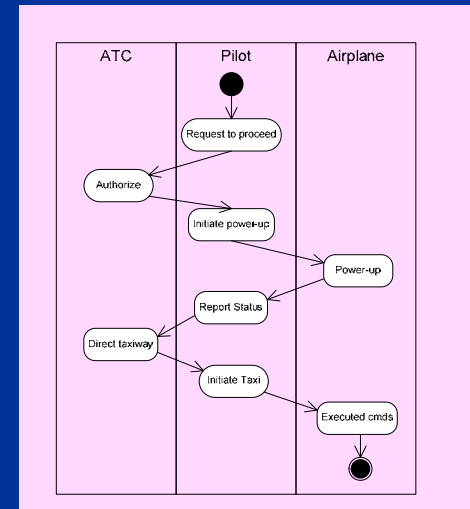 ATC Pilot Airplane
Request to proceed
Authorize
Initiate power-up
Power-up
Report Status
Direct taxiway
Initiate Taxi
Executed cmds